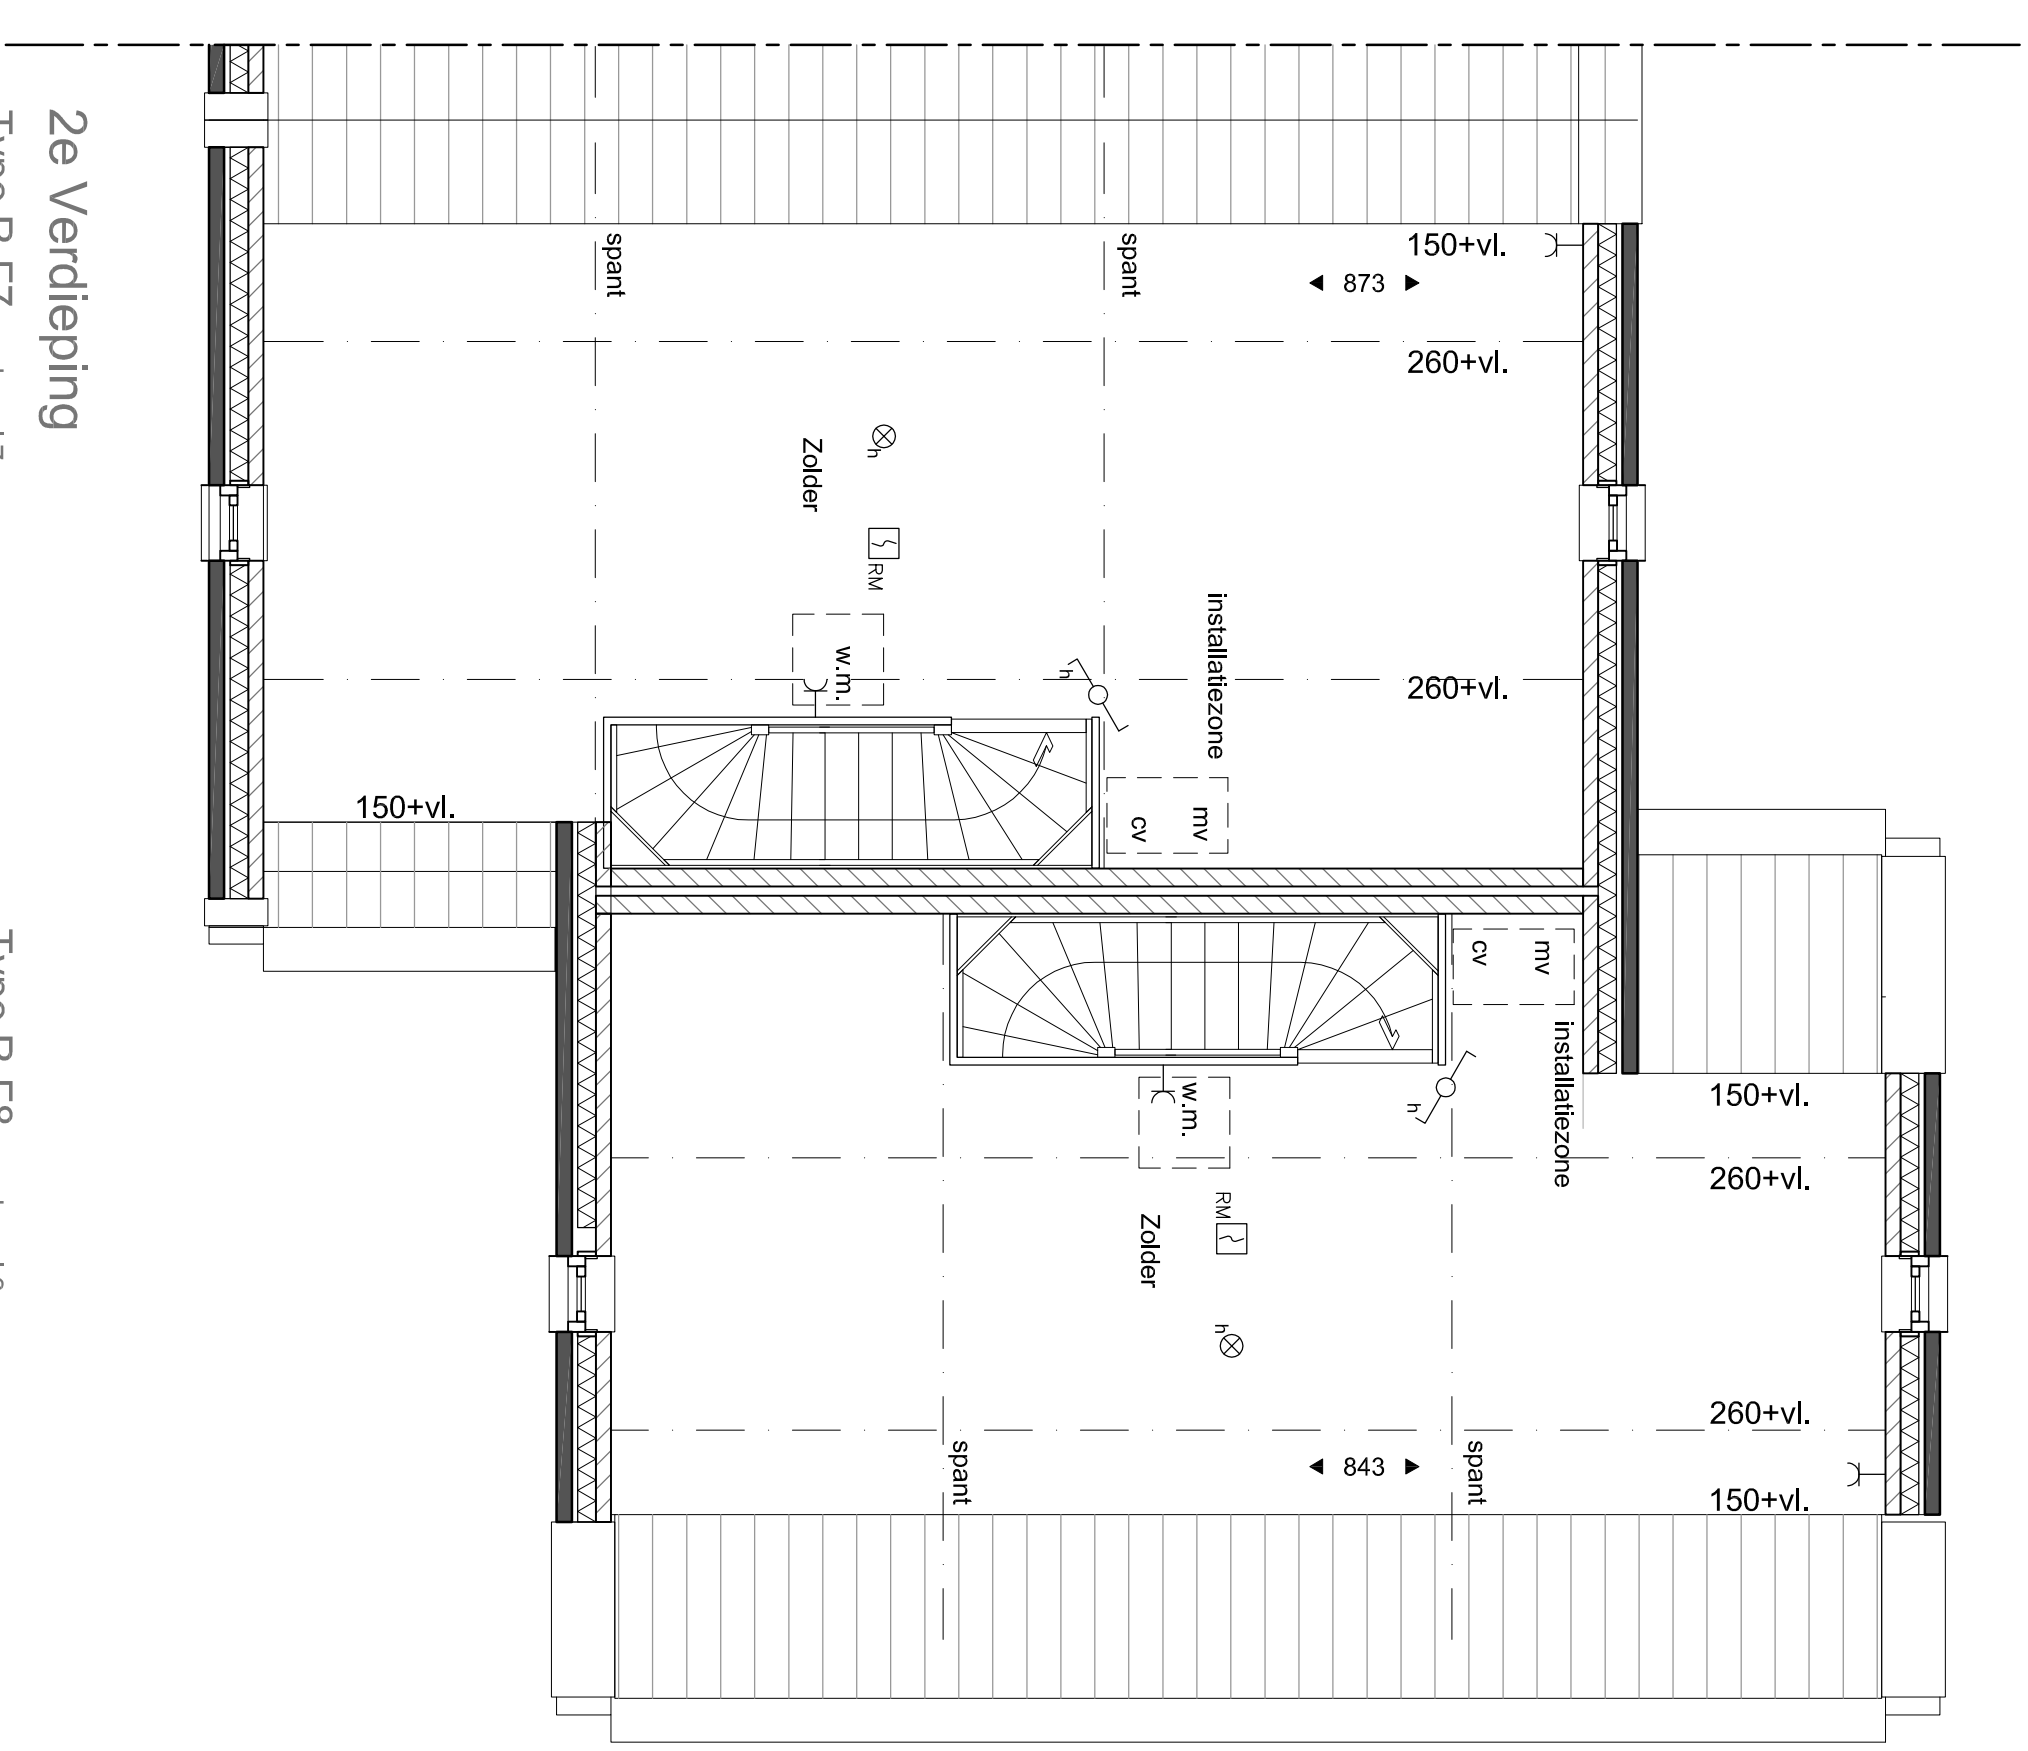 2e Verdieping
spant
spant
150+vl.
873
260+vl.
Zolder
h
RM
w.m.
h
installatiezone
260+vl.
150+vl.
cv
mv
cv
mv
installatiezone
w.m.
h
RM
Zolder
h
150+vl.
260+vl.
260+vl.
843
spant
spant
150+vl.